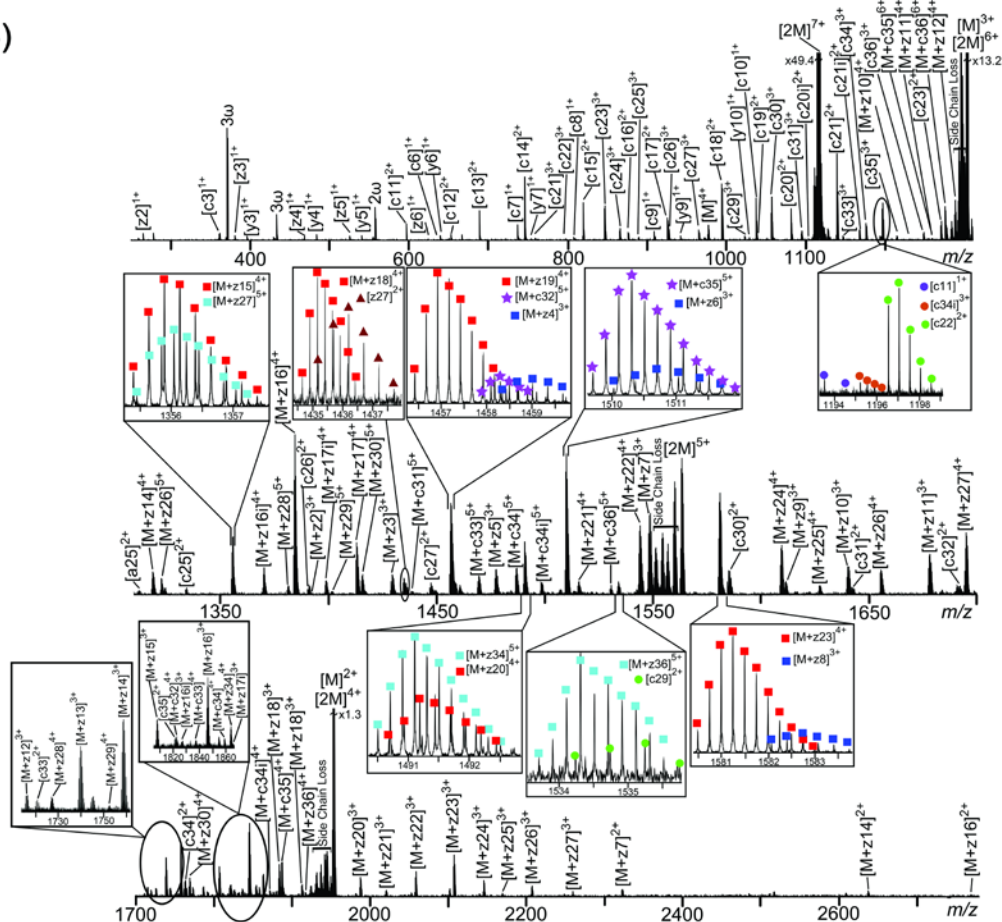 )
[z2]1+
[c3]1+
3ω
[z3]1+
[y3]1+
3ω
[z4]1+
[y4]1+
[z5]1+
[y5]1+
2ω
[c11]2+
[z6]1+
[c6]1+
[y6]1+
[c12]2+
[c13]2+
[c7]1+
[c14]2+
[y7]1+
[c21]3+
[c22]3+
[c8]1+
[c15]2+
[c23]3+
[c24]3+
[c16]2+
[c25]3+
[c9]1+
[c17]2+
[c26]3+
[y9]1+
[c27]3+
[M]4+
[c18]2+
[c29]3+
[y10]1+
[c10]1+
[c19]2+
[c30]3+
[c20]2+
[c31]3+
[c20i]2+
[2M]7+
x49.4
[c21]2+
[c33]3+
[c21i]2+
[c34]3+
[M+z10]4+
[c35]3+
[c36]3+
[M+c35]6+
[M+z11]4+
[M+c36]6+
[c23]2+
[M+z12]4+
Side Chain Loss
[M]3+
[2M]6+
x13.2
400 600 800 1000 1100 m/z
[M+z15]4+
[z27]5+
1356 1357
[M+z18]4+
[z27]2+
1435 1436 1437
[M+z19]4+
[M+c32]5+
[M+z4]3+
1457 1458 1459
[M+c35]5+
[M+z6]3+
1510 1511
[c11]1+
[c34i]3+
[c22]2+
1194 1196 1198
[a25]2+
[M+z14]4+
[M+z26]5+
[c25]2+
[M+z16i]4+
[M+z28]5+
[M+z16]4+
[c26]2+
[M+z2]3+
[M+z17i]4+
[M+z29]5+
[M+z17]4+
[M+z30]5+
[M+z3]3+
[M+c31]5+
[c27]2+
[M+c33]5+
[M+z5]3+
[M+c34]5+
[M+c34i]5+
[M+z21]4+
[M+c36]5+
[M+z22]4+
[M+z7]3+
Side Chain Loss
[2M]5+
[c30]2+
[M+z24]4+
[M+z9]3+
[M+z25]4+
[M+z10]3+
[c31]2+
[M+z26]4+
[M+z11]3+
[c32]2+
[M+z27]4+
1350 1450 1550 1650 m/z
[M+z34]5+
[M+z20]4+
1491 1492
[M+z36]5+
[c29]2+
1534 1535
[M+z23]4+
[M+z8]3+
1581 1582 1583
[M+z12]3+
[c33]2+
[M+z28]4+
[M+z13]3+
[M+z29]4+
[M+z14]3+
1730 1750
[M+z15]3+
[c35]2+
[M+c32]4+
[M+z16i]3+
[M+c33]4+
[M+z16]3+
[M+c34]4+
[M+z34]4+
[M+z17i]3+
1820 1840 1860
[c34]2+
[M+z30]4+
[M+c34i]4+
[M+z18]3+
[M+c35]4+
[M+z18]3+
[M+z36]4+
Side Chain Loss
[M]2+
[2M]4+
x1.3
[M+z20]3+
[M+z21]3+
[M+z22]3+
[M+z23]3+
[M+z24]3+
[M+z25]3+
[M+z26]3+
[M+z27]3+
[M+z7]2+
[M+z14]2+
[M+z16]2+
1700 2000 2200 2400 2600 m/z